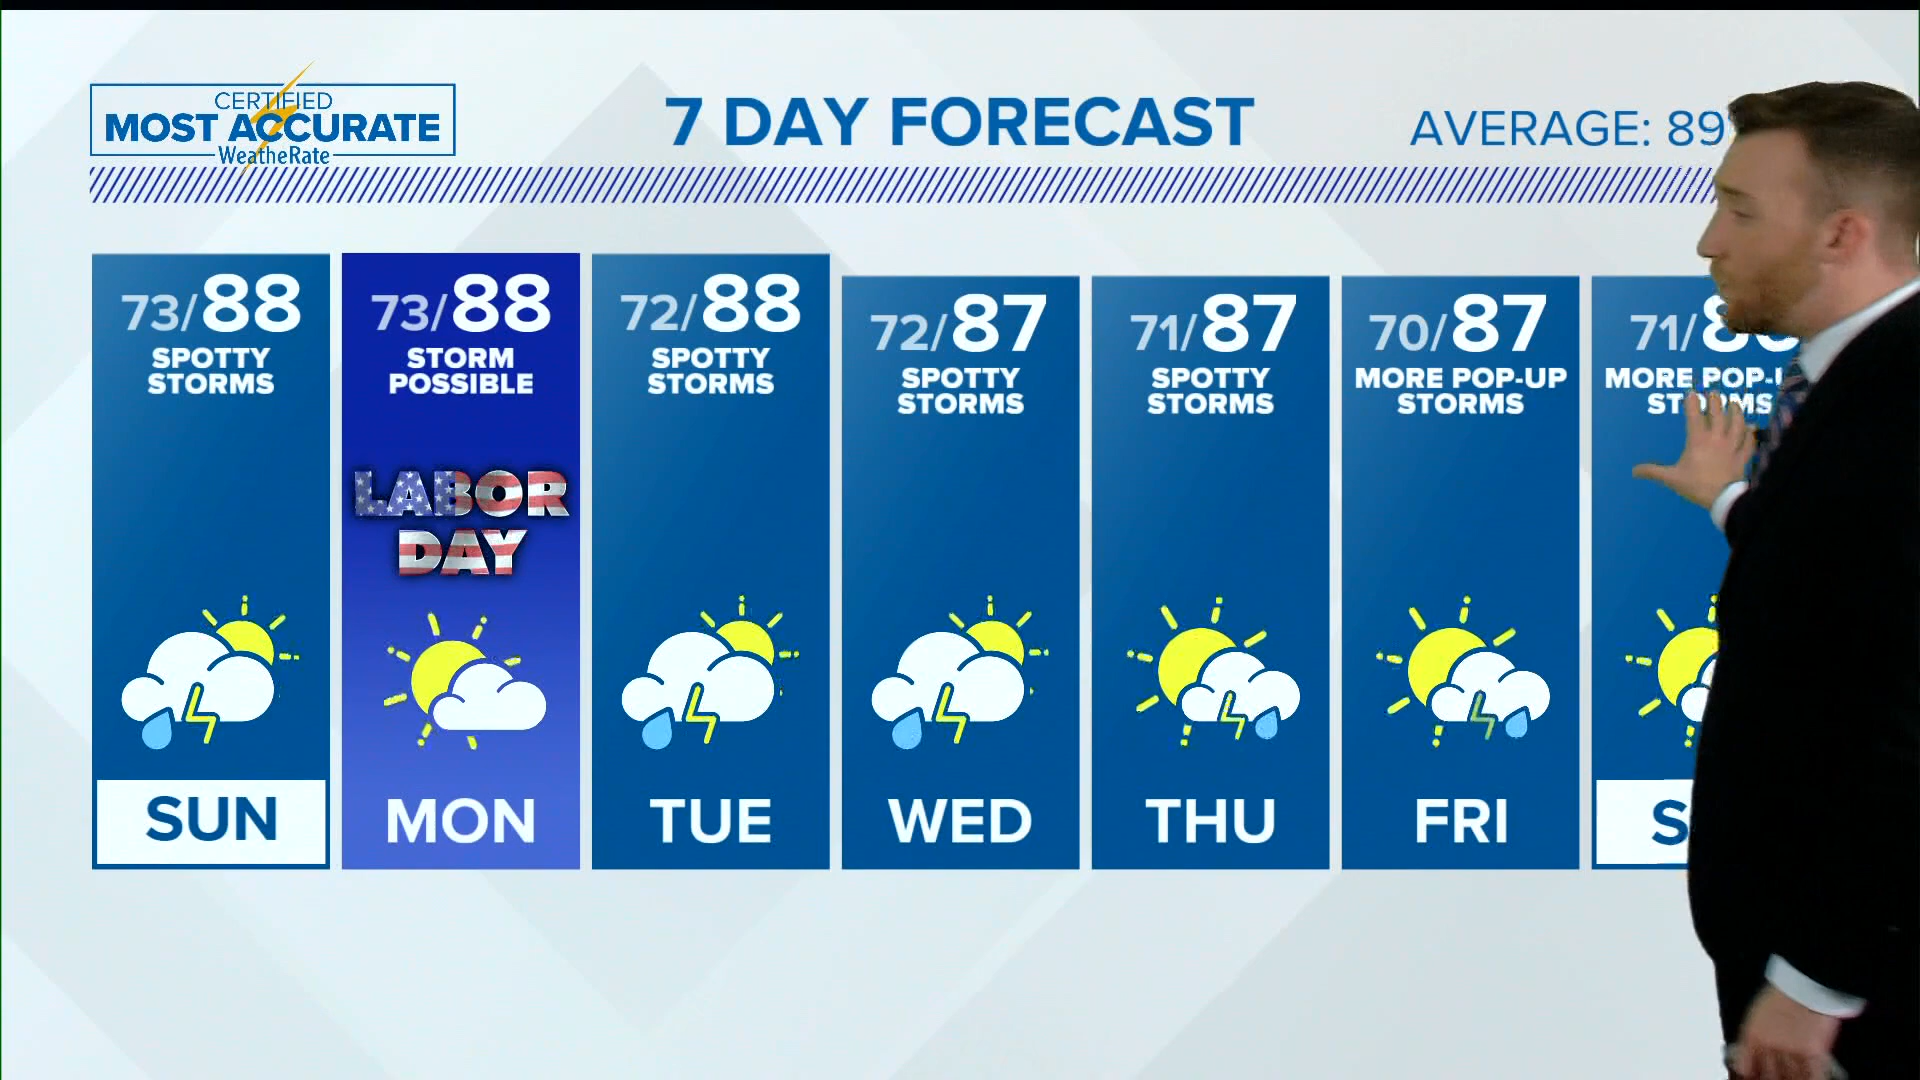 CERTIFIED
MOST ACCURATE
WeatheRate
7 DAY FORECAST
AVERAGE: 89
73/88
SPOTTY
STORMS
SUN
73/88
STORM
POSSIBLE
LABOR
DAY
MON
72/88
SPOTTY
STORMS
TUE
72/87
SPOTTY
STORMS
WED
71/87
SPOTTY
STORMS
THU
70/87
MORE POP-UP
STORMS
FRI
71/
MORE POP-U
STORMS
S